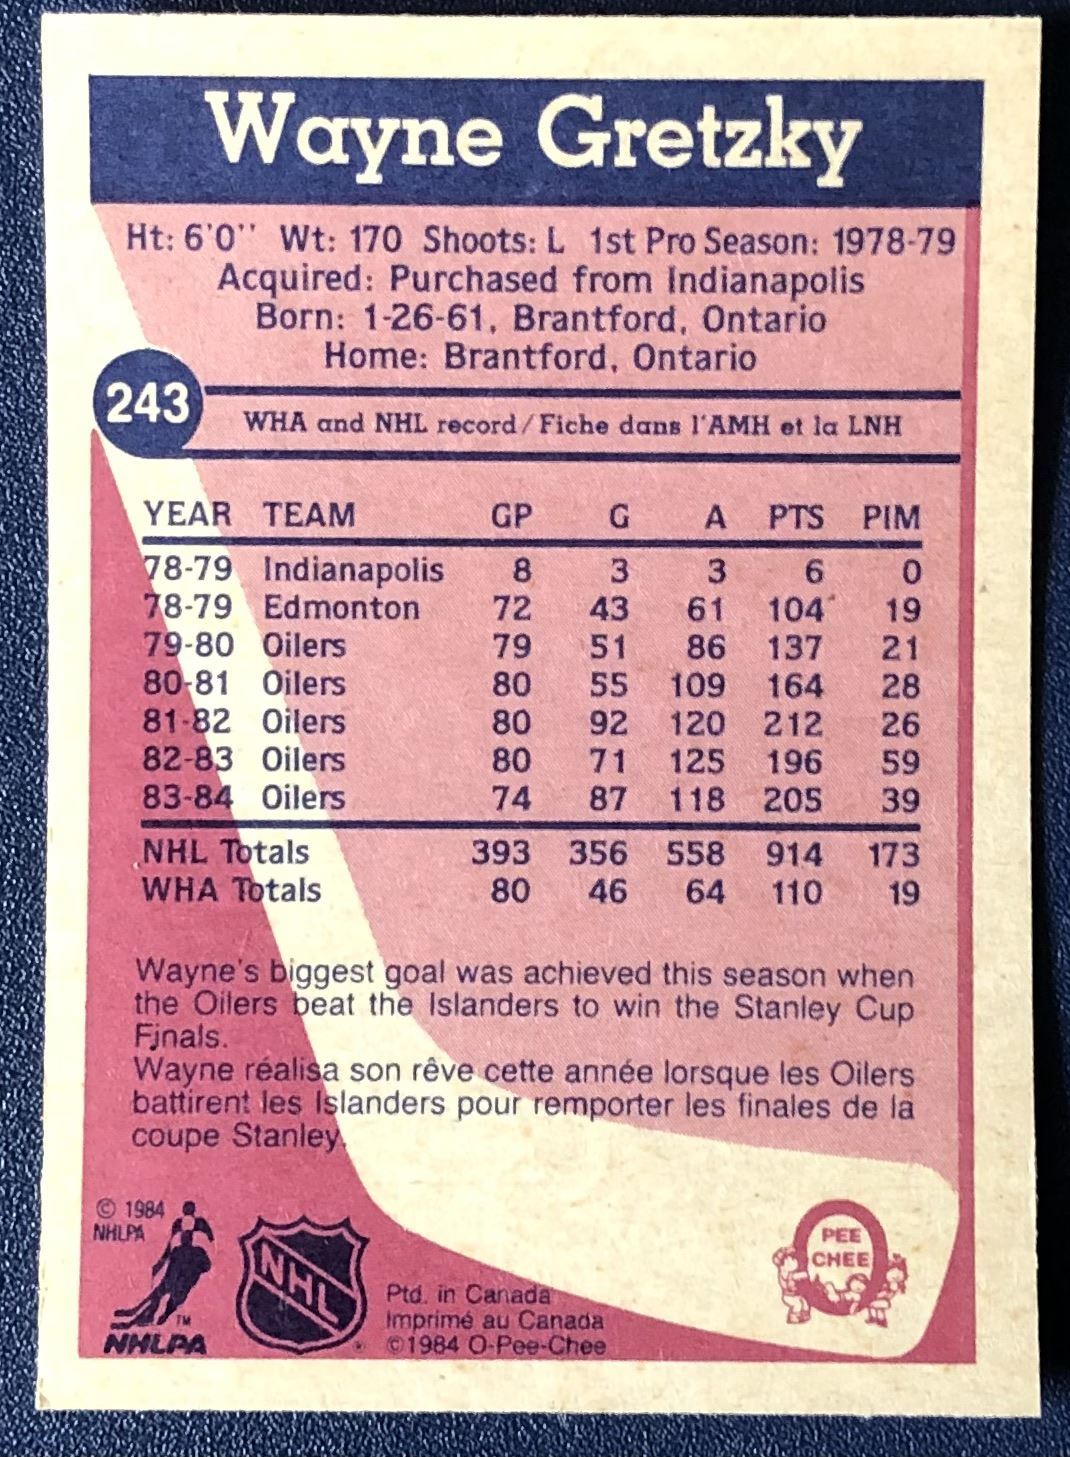 Wayne Gretzky
Ht: 6'0'' Wt: 170 Shoots: L 1st Pro Season: 1978-79
Acquired: Purchased from Indianapolis
Born: 1-26-61, Brantford, Ontario
Home: Brantford, Ontario
243
WHA and NHL record/Fiche dans l'AMH et la LNH
YEAR TEAM GP G A PTS PIM
78-79 Indianapolis 8 3 3 6 0
78-79 Edmonton 72 43 61 104 19
79-80 Oilers 79 51 86 137 21
80-81 Oilers 80 55 109 164 28
81-82 Oilers 80 92 120 212 26
82-83 Oilers 80 71 125 196 59
83-84 Oilers 74 87 118 205 39
NHL Totals 393 356 558 914 173
WHA Totals 80 46 64 110 19
Wayne's biggest goal was achieved this season when
the Oilers beat the Islanders to win the Stanley Cup
Finals.
Wayne réalisa son rêve cette année lorsque les Oilers
battirent les Islanders pour remporter les finales de la
coupe Stanley.
© 1984
NHLPA
TM
NHLPA
NHL
Ptd. in Canada
Imprimé au Canada
©1984 O-Pee-Chee
O
PEE
CHEE